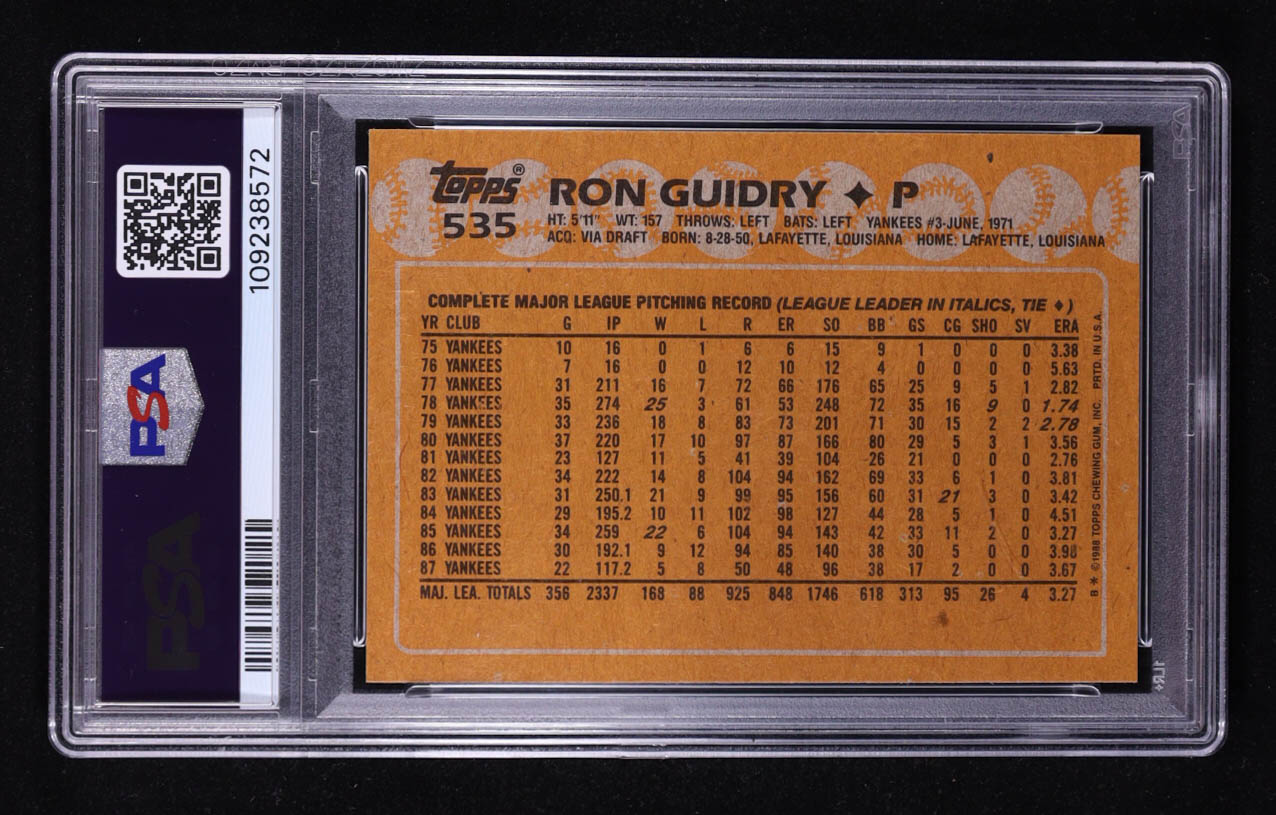 topps®
535
RON GUIDRY ♦ P
HT: 5'11" WT: 157 THROWS: LEFT BATS: LEFT YANKEES #3-JUNE, 1971
ACQ: VIA DRAFT BORN: 8-28-50, LAFAYETTE, LOUISIANA HOME: LAFAYETTE, LOUISIANA
COMPLETE MAJOR LEAGUE PITCHING RECORD (LEAGUE LEADER IN ITALICS, TIE ♦)
YR CLUB G IP W L R ER SO BB GS CG SHO SV ERA
75 YANKEES 10 16 0 1 6 6 15 9 1 0 0 0 3.38
76 YANKEES 7 16 0 0 12 10 12 4 0 0 0 0 5.63
77 YANKEES 31 211 16 7 72 66 176 65 25 9 5 1 2.82
78 YANKEES 35 274 25 3 61 53 248 72 35 16 9 0 1.74
79 YANKEES 33 236 18 8 83 73 201 71 30 15 2 2 2.78
80 YANKEES 37 220 17 10 97 87 166 80 29 5 3 1 3.56
81 YANKEES 23 127 11 5 41 39 104 26 21 0 0 0 2.76
82 YANKEES 34 222 14 8 104 94 162 69 33 6 1 0 3.81
83 YANKEES 31 250.1 21 9 99 95 156 60 31 21 3 0 3.42
84 YANKEES 29 195.2 10 11 102 98 127 44 28 5 1 0 4.51
85 YANKEES 34 259 22 6 104 94 143 42 33 11 2 0 3.27
86 YANKEES 30 192.1 9 12 94 85 140 38 30 5 0 0 3.98
87 YANKEES 22 117.2 5 8 50 48 96 38 17 2 0 0 3.67
MAJ. LEA. TOTALS 356 2337 168 88 925 848 1746 618 313 95 26 4 3.27
B * ©1988 TOPPS CHEWING GUM, INC. PRTD. IN U.S.A.
109238572
PSA
PSA
PSA
1LR+